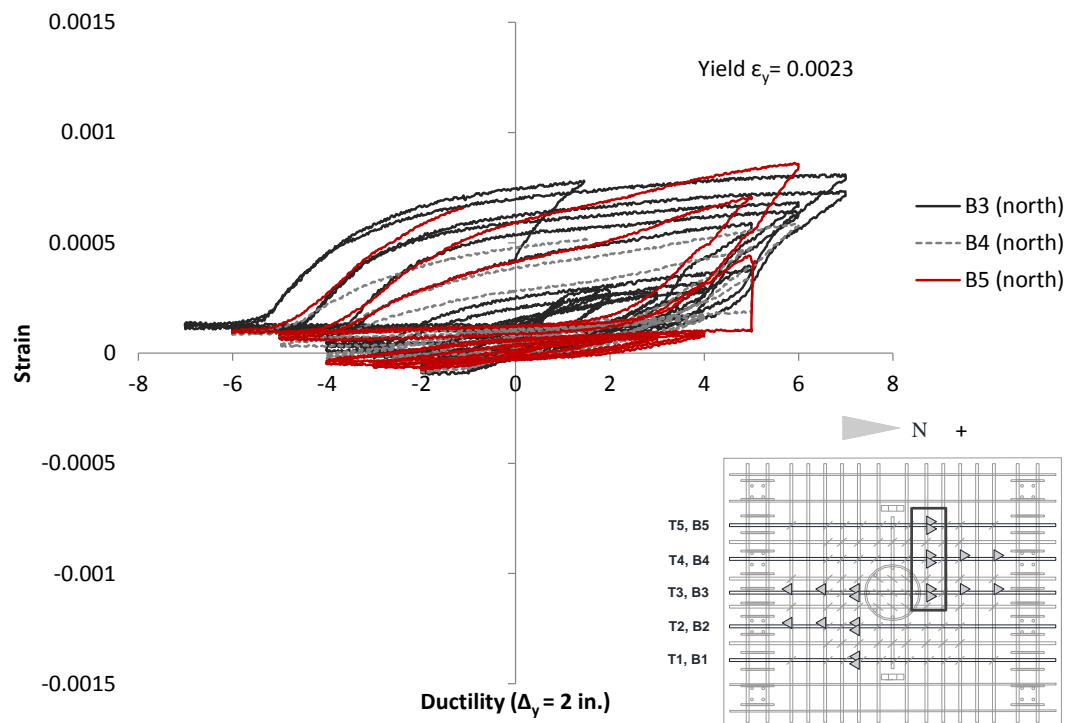 0.0015
Yield εy= 0.0023
0.001
0.0005
B3 (north)
B4 (north)
B5 (north)
0
-8 -6 -4 -2 0 2 4 6 8
Strain
N +
-0.0005
T5, B5
T4, B4
-0.001
T3, B3
T2, B2
T1, B1
-0.0015
Ductility (Δy = 2 in.)